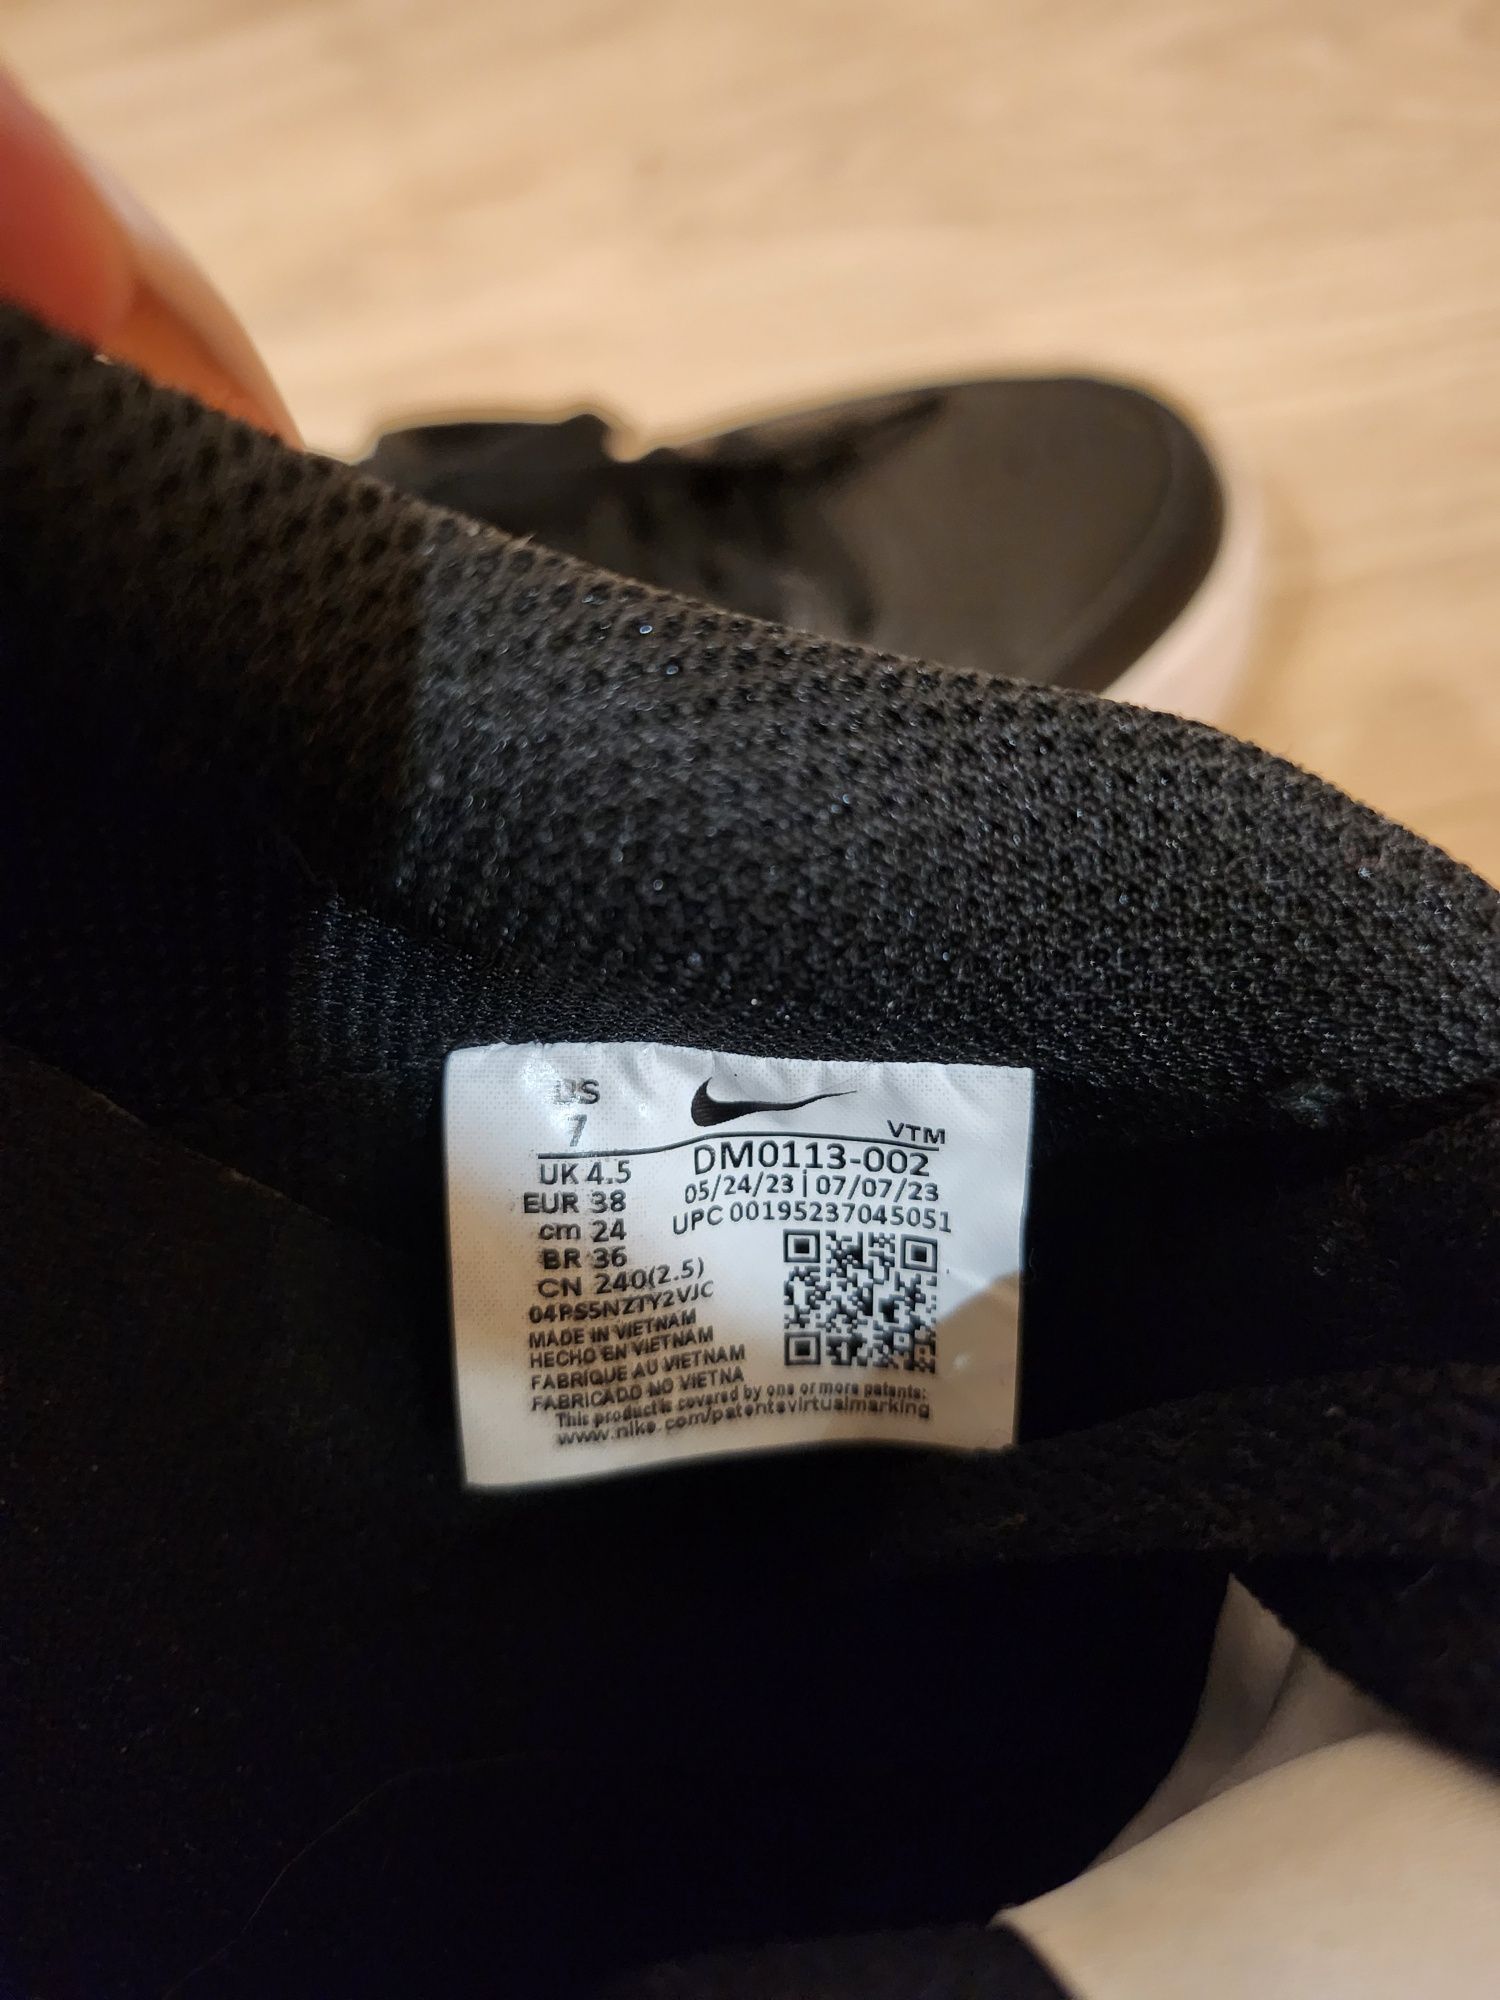 US
7
UK 4.5
EUR 38
cm 24
BR 36
CN 240(2.5)
04PS5NZTY2VJC
MADE IN VIETNAM
HECHO EN VIETNAM
FABRIQUE AU VIETNAM
FABRICADO NO VIETNA
VTM
DM0113-002
05/24/23|07/07/23
UPC 00195237045051
This product is covered by one or more patents:
www.nike.com/patentsvirtualmarking